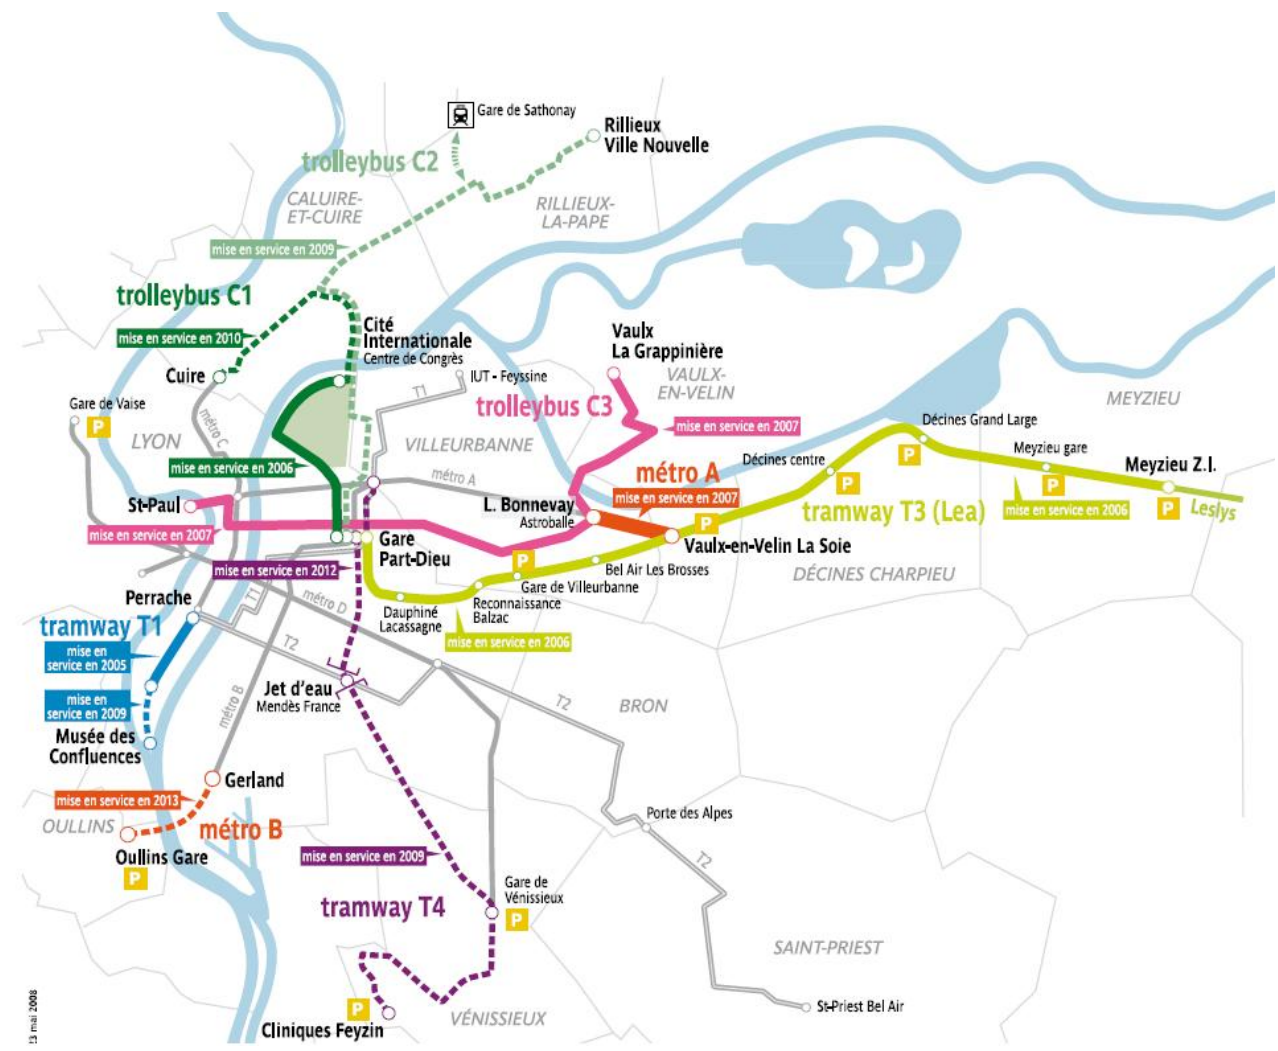 Gare de Sathonay
Rillieux
Ville Nouvelle
trolleybus C2
CALUIRE-
ET-CUIRE
RILLIEUX-
LA-PAPE
mise en service en 2009
trolleybus C1
mise en service en 2010
Cité
Internationale
Centre de Congrès
Vaulx
La Grappinière
Cuire
IUT - Feyssine
T1
VAULX-
EN-VELIN
MEYZIEU
Gare de Vaise
P
trolleybus C3
métro C
LYON
VILLEURBANNE
mise en service en 2007
Décines Grand Large
P
Meyzieu gare
P
Décines centre
P
Meyzieu Z.I.
P
mise en service en 2006
métro A
métro A
mise en service en 2007
St-Paul
L. Bonnevay
Astroballe
tramway T3 (Lea)
mise en service en 2006
Leslys
mise en service en 2007
P
Vaulx-en-Velin La Soie
Gare
Part-Dieu
P
mise en service en 2012
Bel Air Les Brosses
DÉCINES CHARPIEU
Gare de Villeurbanne
Perrache
T1
métro D
Dauphiné
Lacassagne
Reconnaissance
Balzac
tramway T1
mise en
service en 2005
T2
mise en service en 2006
mise en
service en 2009
Jet d'eau
Mendès France
métro B
T2
BRON
Musée des
Confluences
Gerland
mise en service en 2013
OULLINS
métro B
Porte des Alpes
Oullins Gare
P
mise en service en 2009
T2
tramway T4
Gare de
Vénissieux
P
SAINT-PRIEST
P
Cliniques Feyzin
VÉNISSIEUX
St-Priest Bel Air
mai 2008